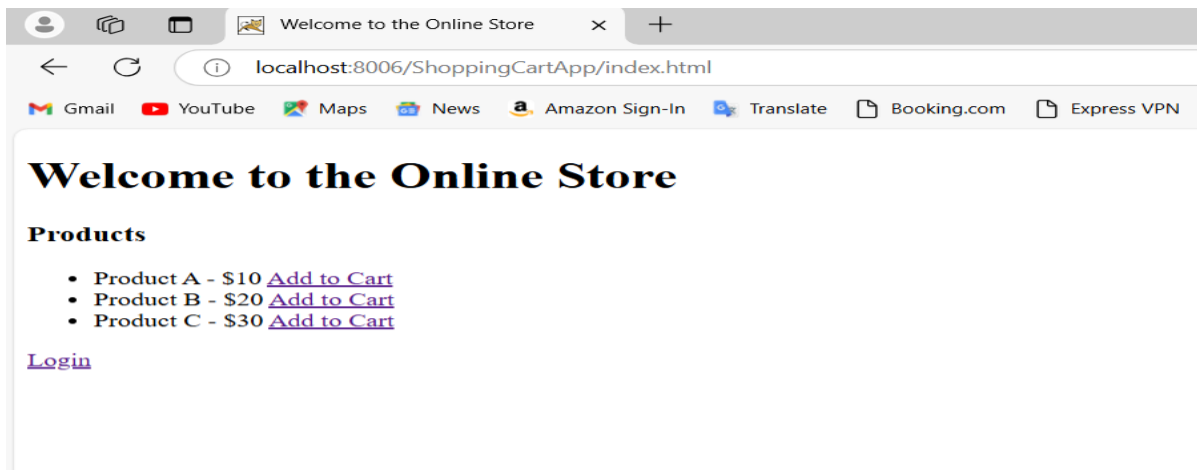 Welcome to the Online Store
localhost:8006/ShoppingCartApp/index.html
Gmail YouTube Maps News Amazon Sign-In Translate Booking.com Express VPN
Welcome to the Online Store
Products
• Product A - $10 Add to Cart
• Product B - $20 Add to Cart
• Product C - $30 Add to Cart
Login